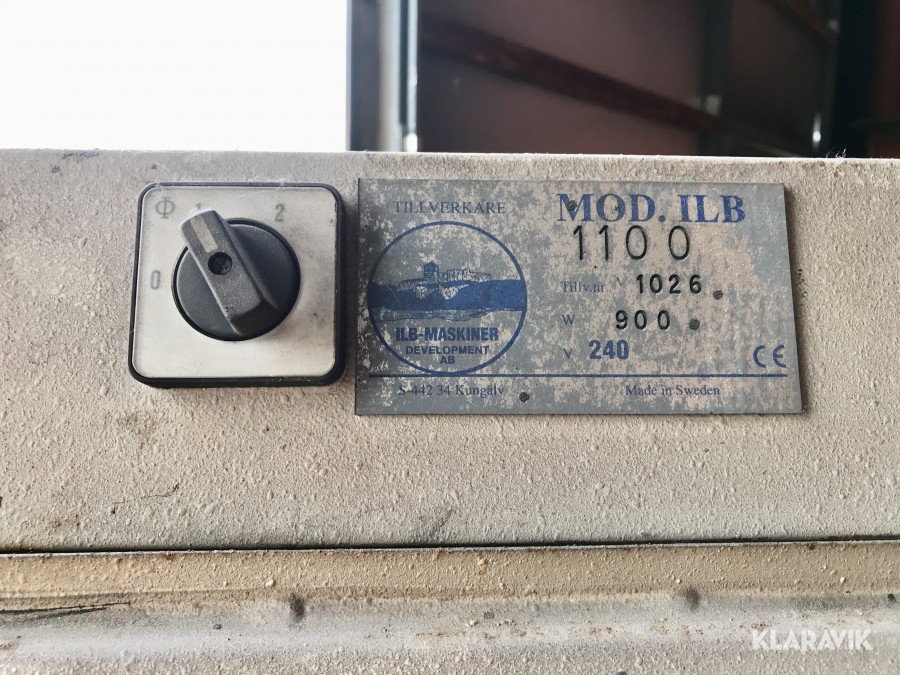 Φ 1 2
0
TILLVERKARE
MOD. ILB
1100
Tillv.nr 1026
W 900
V 240
ILB-MASKINER
DEVELOPMENT
AB
CE
S-442 34 Kungälv
Made in Sweden
KLARAVIK